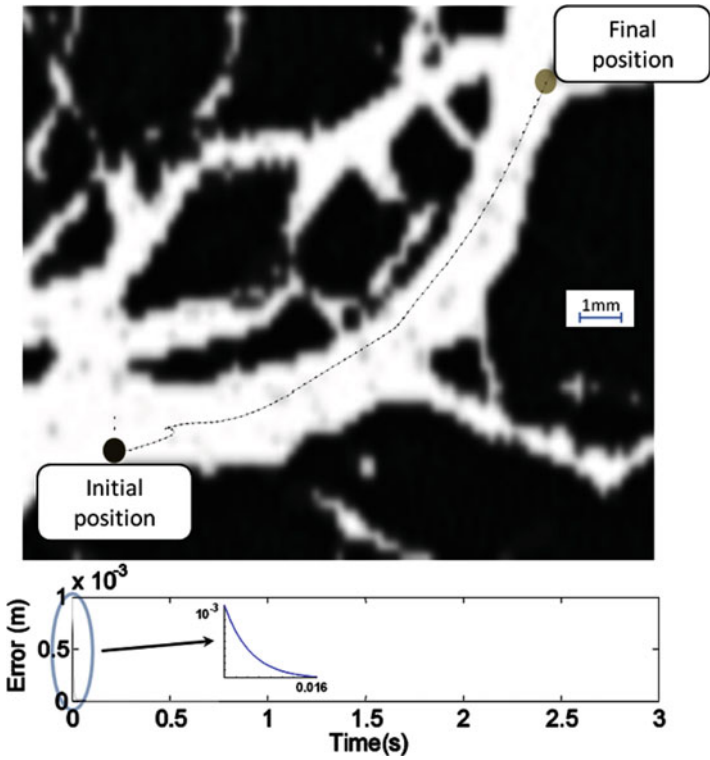 Final
position
1mm
Initial
position
1 x 10^-3
0.5
0
Error (m)
10^-3
0.016
0 0.5 1 1.5 2 2.5 3
Time(s)